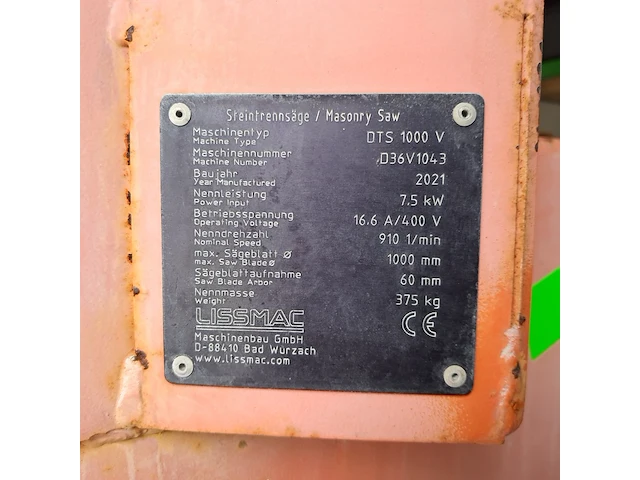 Steintrennsäge / Masonry Saw
Maschinentyp DTS 1000 V
Machine Type
Maschinennummer D36V1043
Machine Number
Baujahr 2021
Year Manufactured
Nennleistung 7.5 kW
Power Input
Betriebsspannung 16.6 A/400 V
Operating Voltage
Nenndrehzahl 910 1/min
Nominal Speed
max. Sägeblatt Ø 1000 mm
max. Saw Blade Ø
Sägeblattaufnahme 60 mm
Saw Blade Arbor
Nennmasse 375 kg
Weight
LISSMAC CE
Maschinenbau GmbH
D-88410 Bad Wurzach
www.lissmac.com